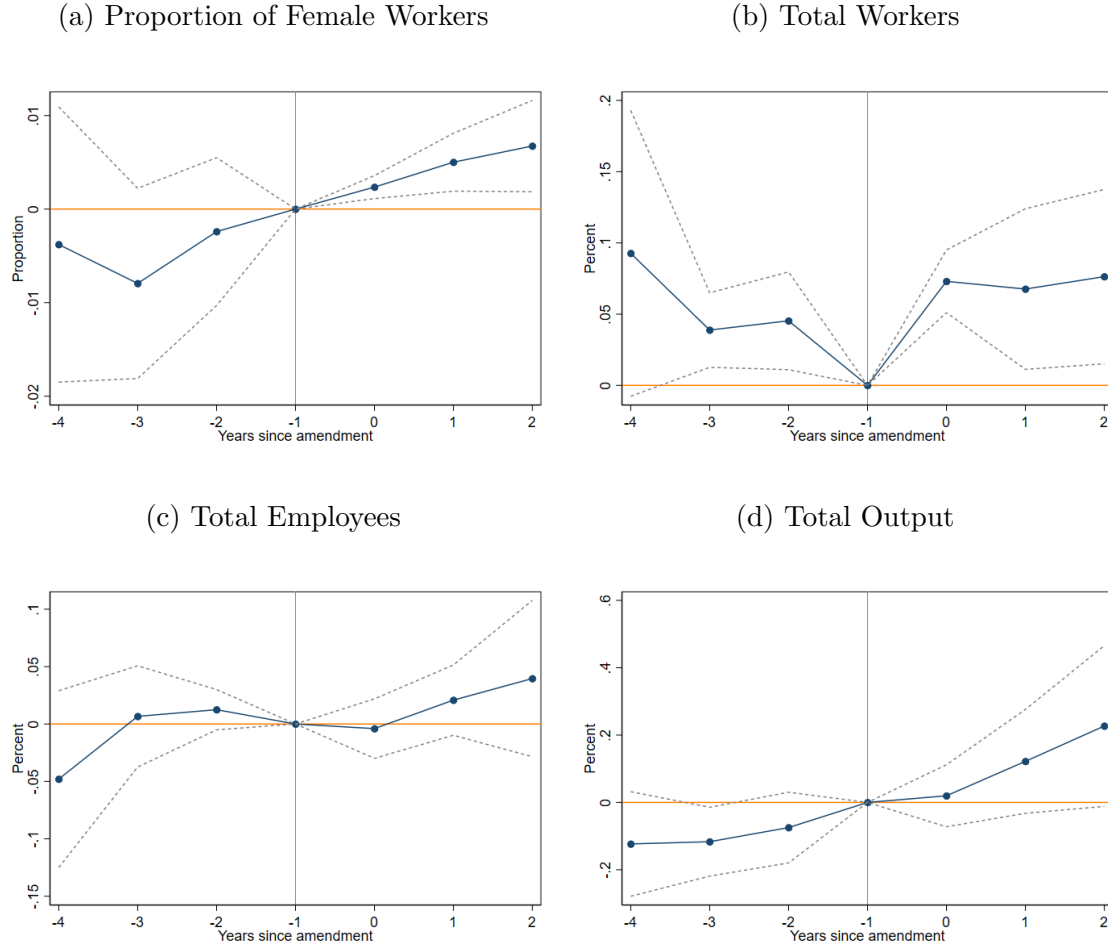 (a) Proportion of Female Workers
(b) Total Workers
Proportion
.01
0
-.01
-.02
-4 -3 -2 -1 0 1 2
Years since amendment
Percent
.2
.15
.1
.05
0
-4 -3 -2 -1 0 1 2
Years since amendment
(c) Total Employees
(d) Total Output
Percent
.1
.05
0
-.05
-.1
-.15
-4 -3 -2 -1 0 1 2
Years since amendment
Percent
.6
.4
.2
0
-.2
-4 -3 -2 -1 0 1 2
Years since amendment